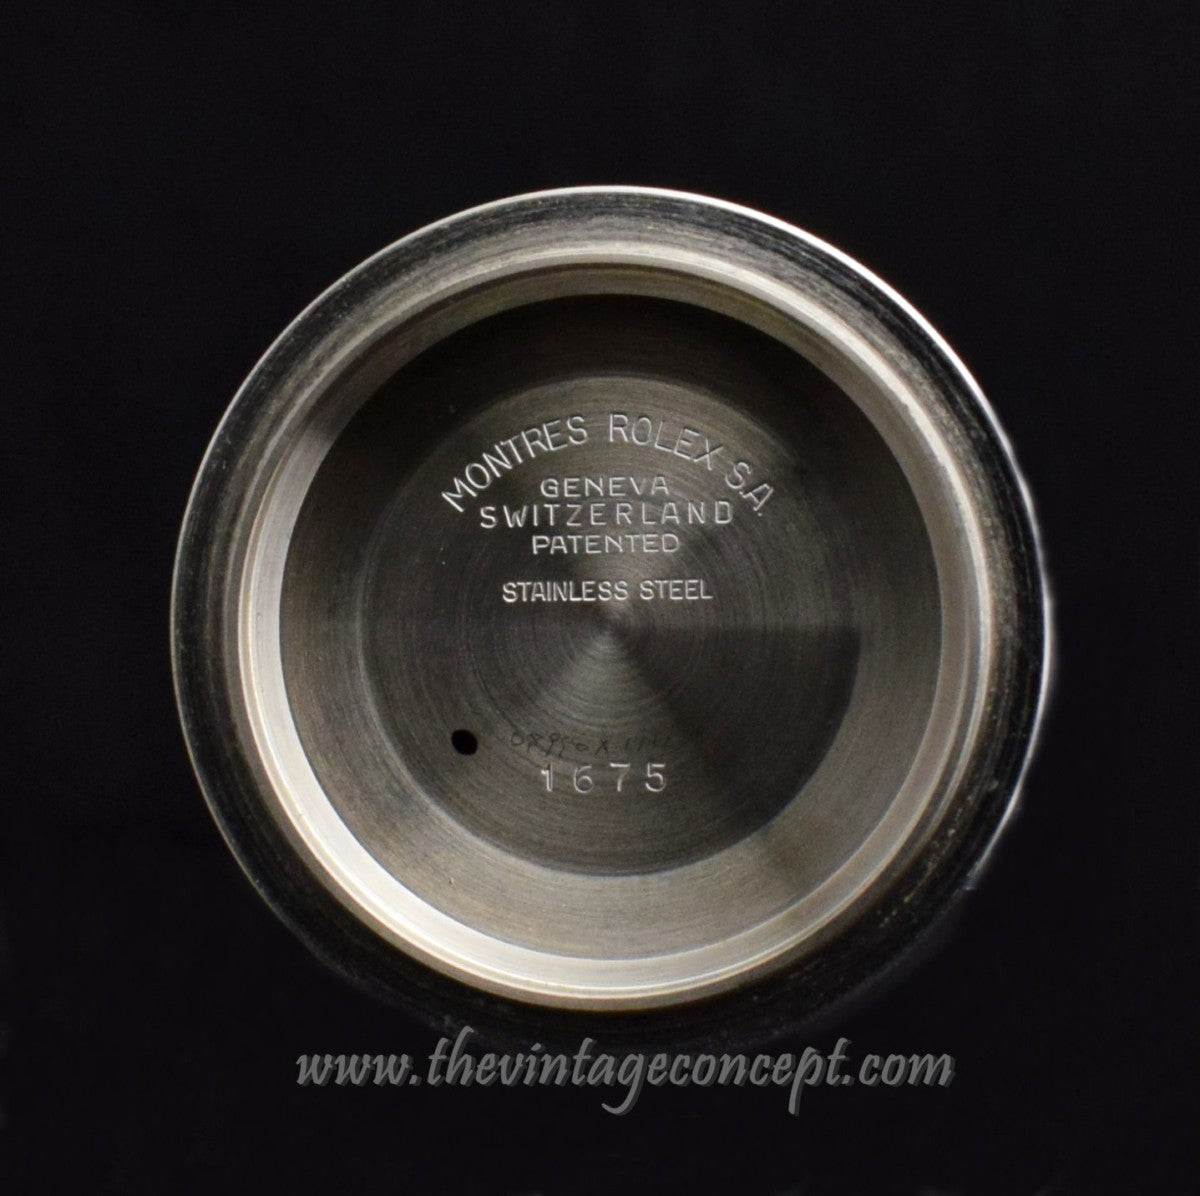 MONTRES ROLEX S.A.
GENEVA
SWITZERLAND
PATENTED
STAINLESS STEEL
1675
www.thevintageconcept.com